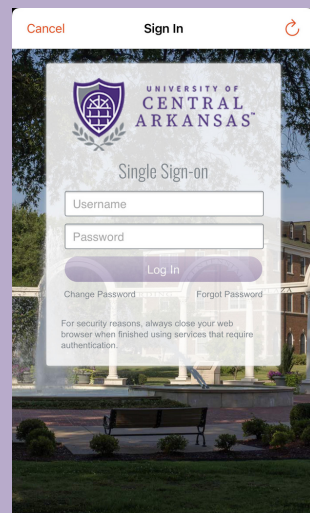 Cancel
Sign In
UNIVERSITY OF
CENTRAL
ARKANSAS™
Single Sign-on
Username
Password
Log In
Change Password
Forgot Password
For security reasons, always close your web
browser when finished using services that require
authentication.